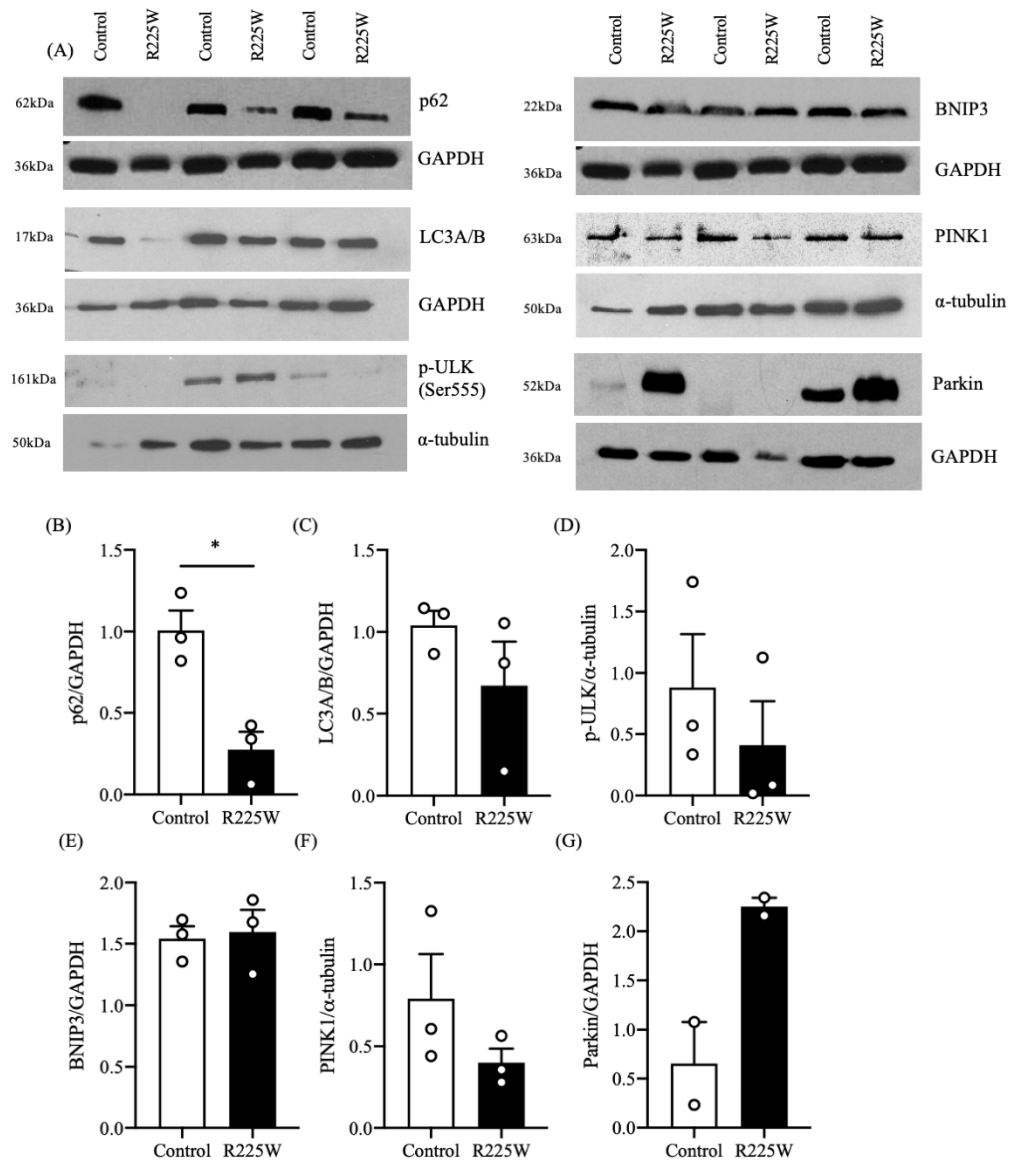 (A)
Control R225W Control R225W Control R225W
62kDa p62
36kDa GAPDH
17kDa LC3A/B
36kDa GAPDH
161kDa p-ULK
(Ser555)
50kDa α-tubulin
Control R225W Control R225W Control R225W
22kDa BNIP3
36kDa GAPDH
63kDa PINK1
50kDa α-tubulin
52kDa Parkin
36kDa GAPDH
(B)
*
p62/GAPDH
1.5
1.0
0.5
0.0
Control R225W
(C)
LC3A/B/GAPDH
1.5
1.0
0.5
0.0
Control R225W
(D)
p-ULK/α-tubulin
2.0
1.5
1.0
0.5
0.0
Control R225W
(E)
BNIP3/GAPDH
2.0
1.5
1.0
0.5
0.0
Control R225W
(F)
PINK1/α-tubulin
1.5
1.0
0.5
0.0
Control R225W
(G)
Parkin/GAPDH
2.5
2.0
1.5
1.0
0.5
0.0
Control R225W